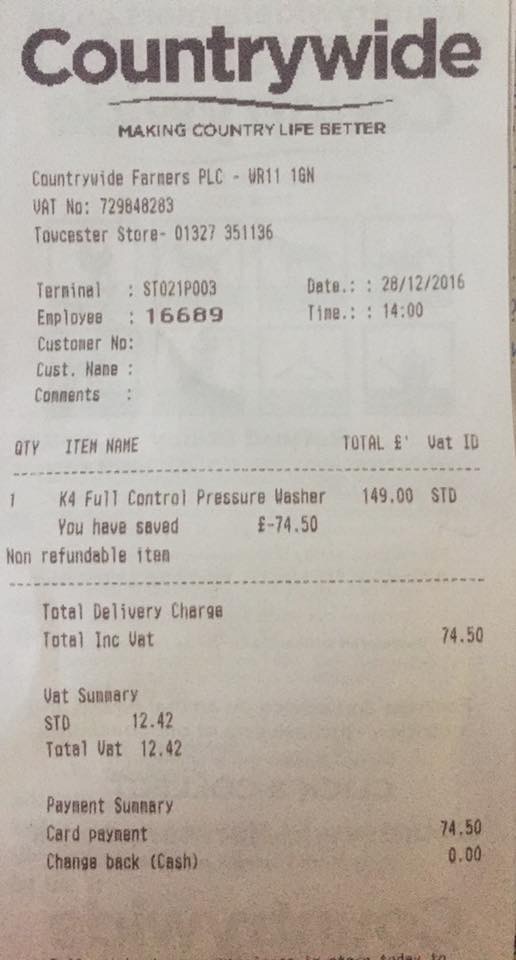 Countrywide
MAKING COUNTRY LIFE BETTER
Countrywide Farmers PLC - WR11 1GN
VAT No: 729848283
Towcester Store- 01327 351136
Terminal : ST021P003 Date.: : 28/12/2016
Employee : 16689 Time.: : 14:00
Customer No:
Cust. Name :
Comments :
QTY ITEM NAME TOTAL £' Vat ID
1 K4 Full Control Pressure Washer 149.00 STD
You have saved £-74.50
Non refundable item
Total Delivery Charge
Total Inc Vat 74.50
Vat Summary
STD 12.42
Total Vat 12.42
Payment Summary
Card payment 74.50
Change back (Cash) 0.00